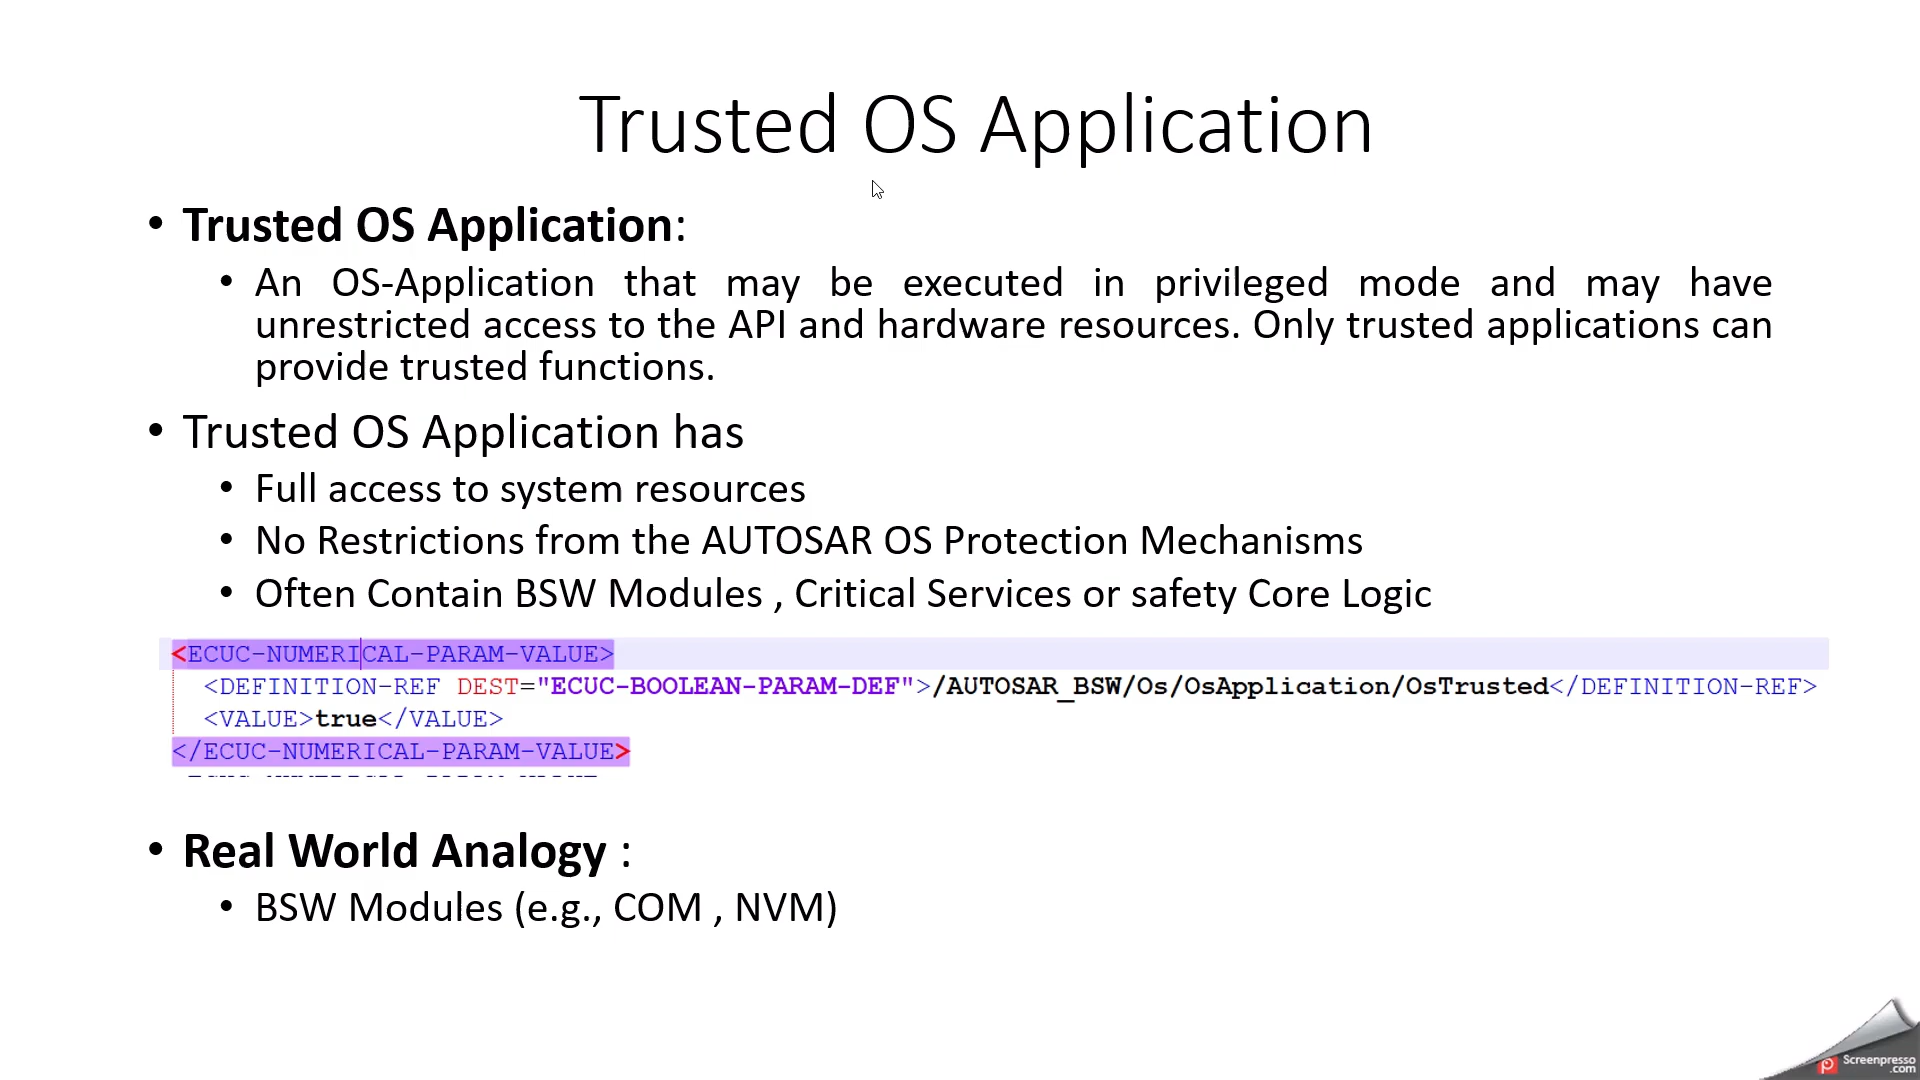 Trusted OS Application
• Trusted OS Application:
• An OS-Application that may be executed in privileged mode and may have
unrestricted access to the API and hardware resources. Only trusted applications can
provide trusted functions.
• Trusted OS Application has
• Full access to system resources
• No Restrictions from the AUTOSAR OS Protection Mechanisms
• Often Contain BSW Modules , Critical Services or safety Core Logic
<ECUC-NUMERICAL-PARAM-VALUE>
<DEFINITION-REF DEST="ECUC-BOOLEAN-PARAM-DEF">/AUTOSAR_BSW/Os/OsApplication/OsTrusted</DEFINITION-REF>
<VALUE>true</VALUE>
</ECUC-NUMERICAL-PARAM-VALUE>
• Real World Analogy :
• BSW Modules (e.g., COM , NVM)
Screenpresso
.com